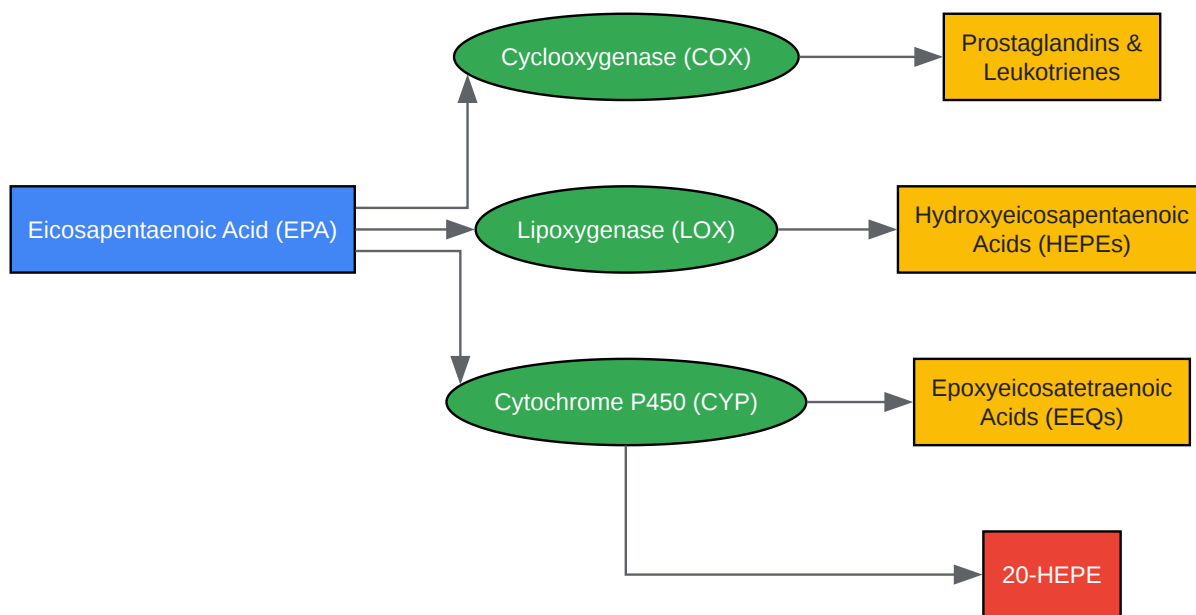 Cyclooxygenase (COX)
Prostaglandins &
Leukotrienes
Eicosapentaenoic Acid (EPA)
Lipoxygenase (LOX)
Hydroxyeicosapentaenoic
Acids (HEPEs)
Cytochrome P450 (CYP)
Epoxyeicosatetraenoic
Acids (EEQs)
20-HEPE